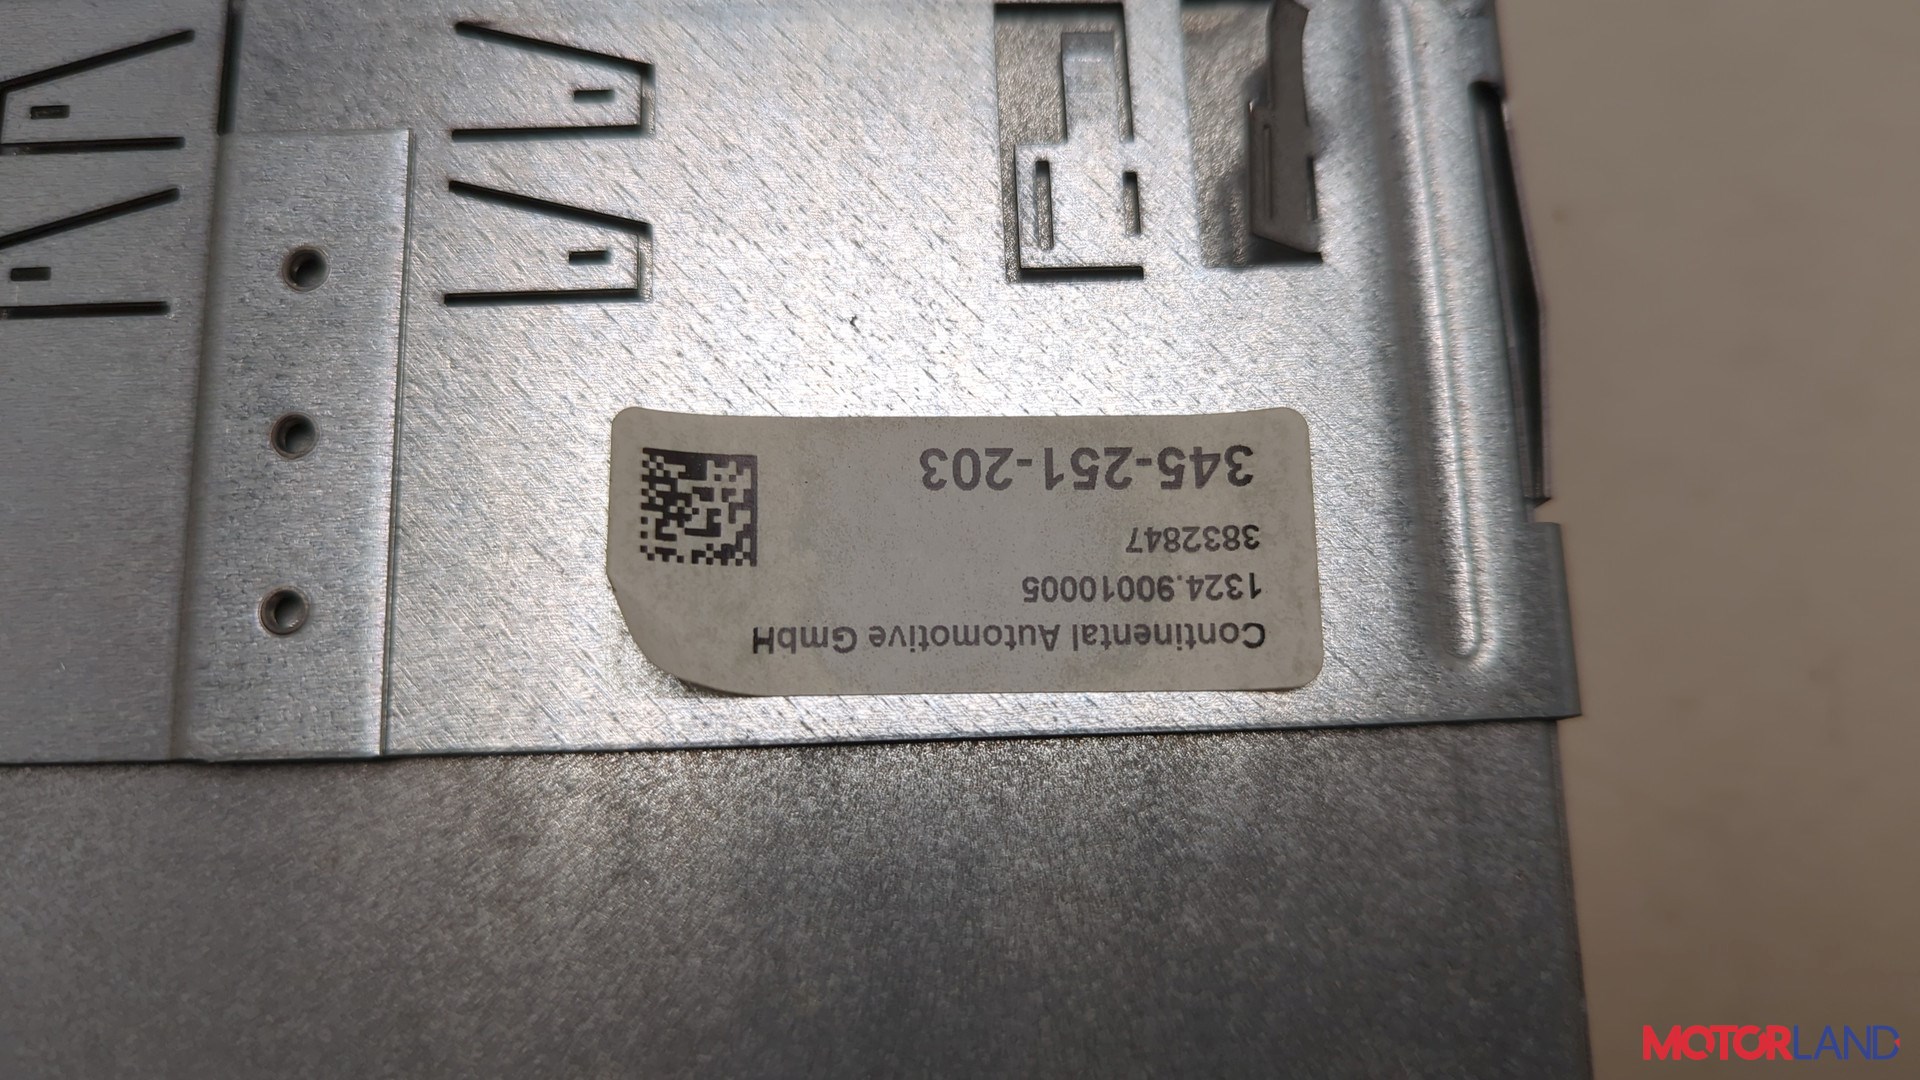 Continental Automotive GmbH
1324.90010005
3832847
345-251-203
MOTORLAND